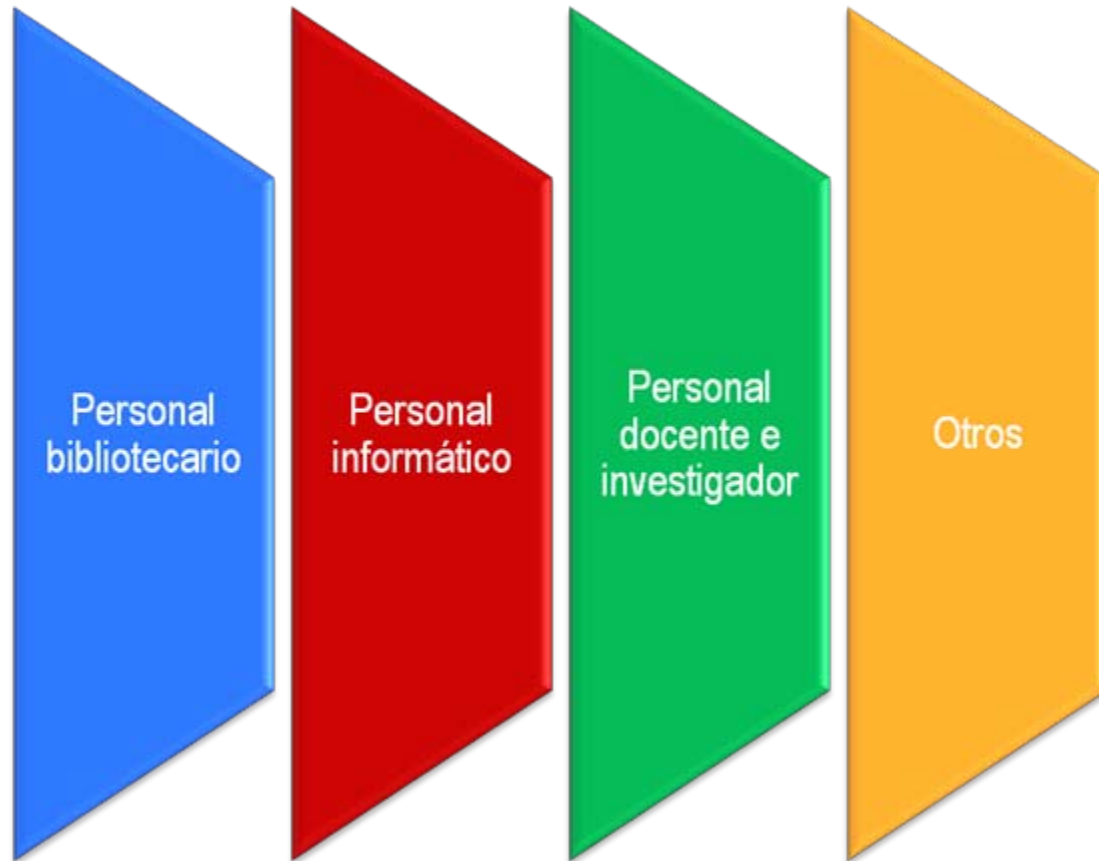 Personal
bibliotecario
Personal
informático
Personal
docente e
investigador
Otros